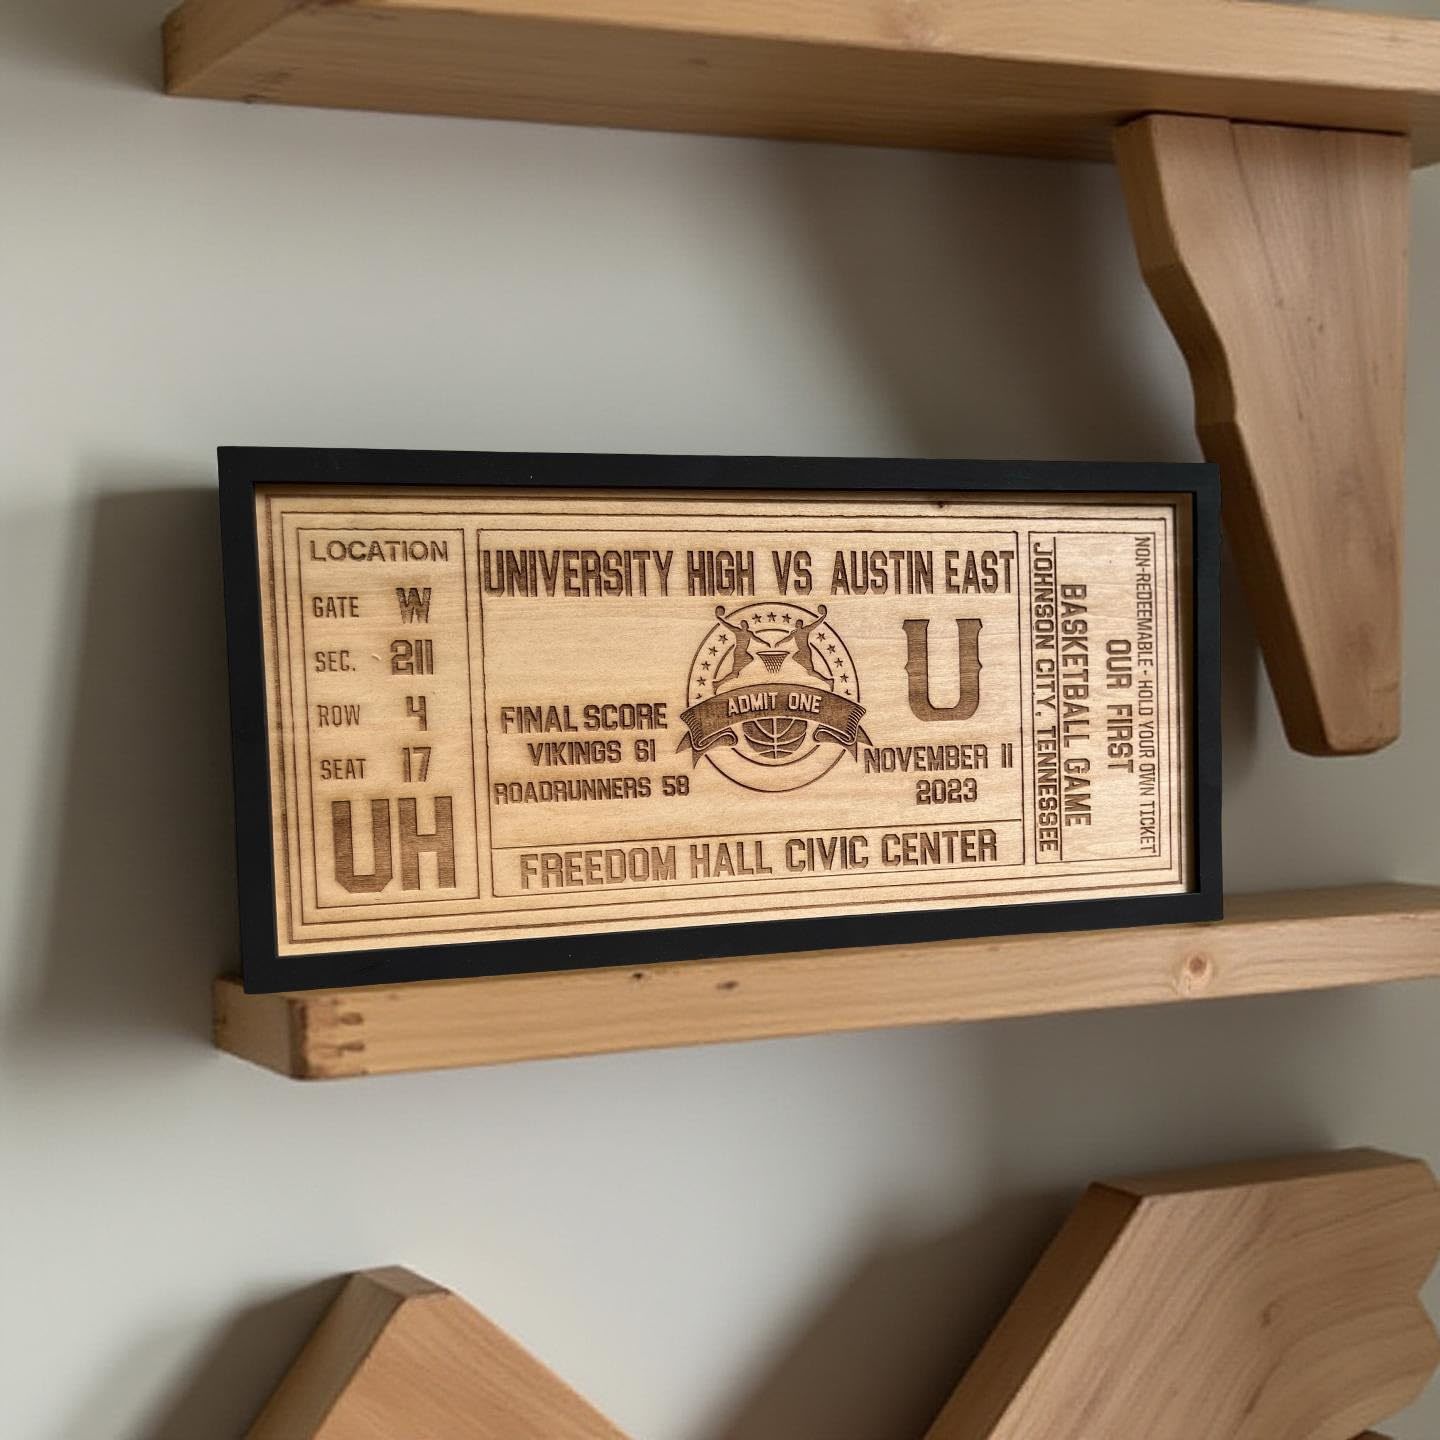 LOCATION
GATE W
SEC. 211
ROW 4
SEAT 17
UH
UNIVERSITY HIGH VS AUSTIN EAST
FINAL SCORE
VIKINGS 61
ROADRUNNERS 58
ADMIT ONE
U
NOVEMBER 11
2023
FREEDOM HALL CIVIC CENTER
NON-REDEEMABLE - HOLD YOUR OWN TICKET
OUR FIRST
BASKETBALL GAME
JOHNSON CITY, TENNESSEE